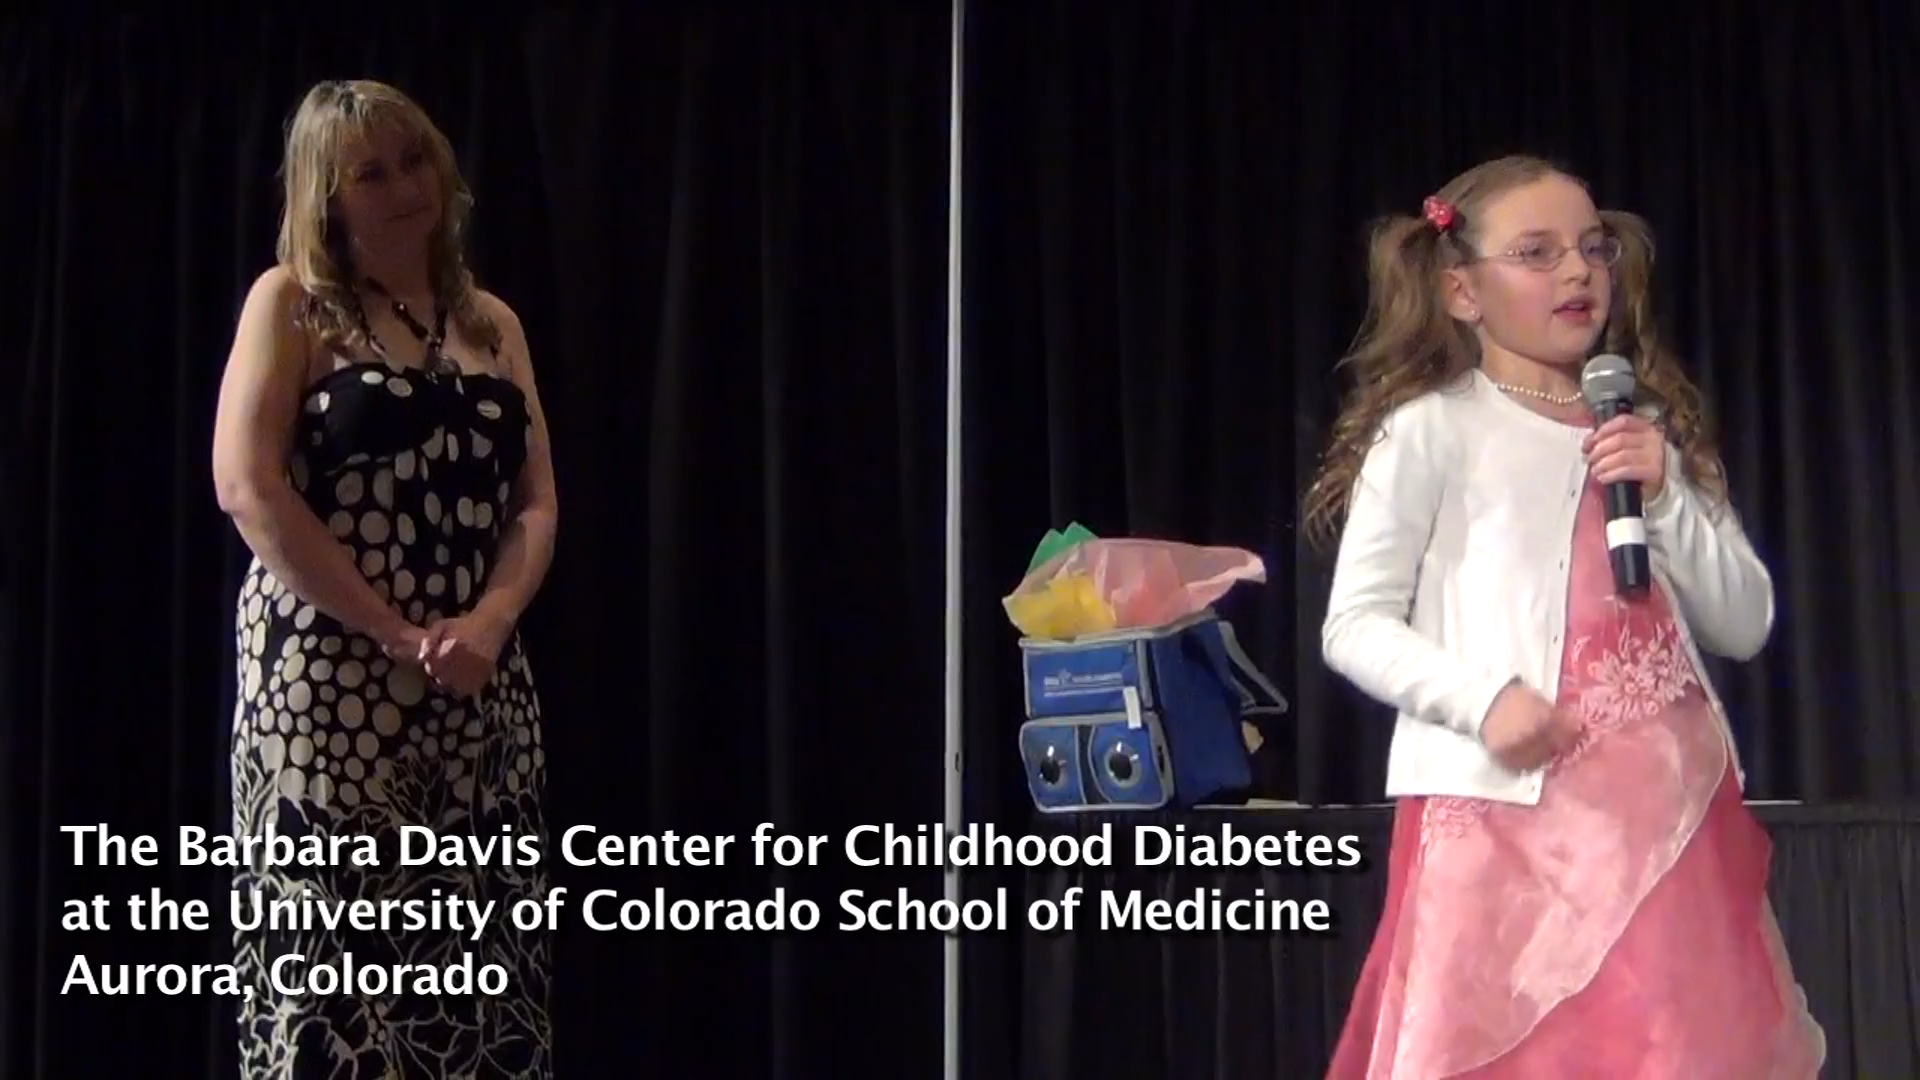 The Barbara Davis Center for Childhood Diabetes
at the University of Colorado School of Medicine
Aurora, Colorado